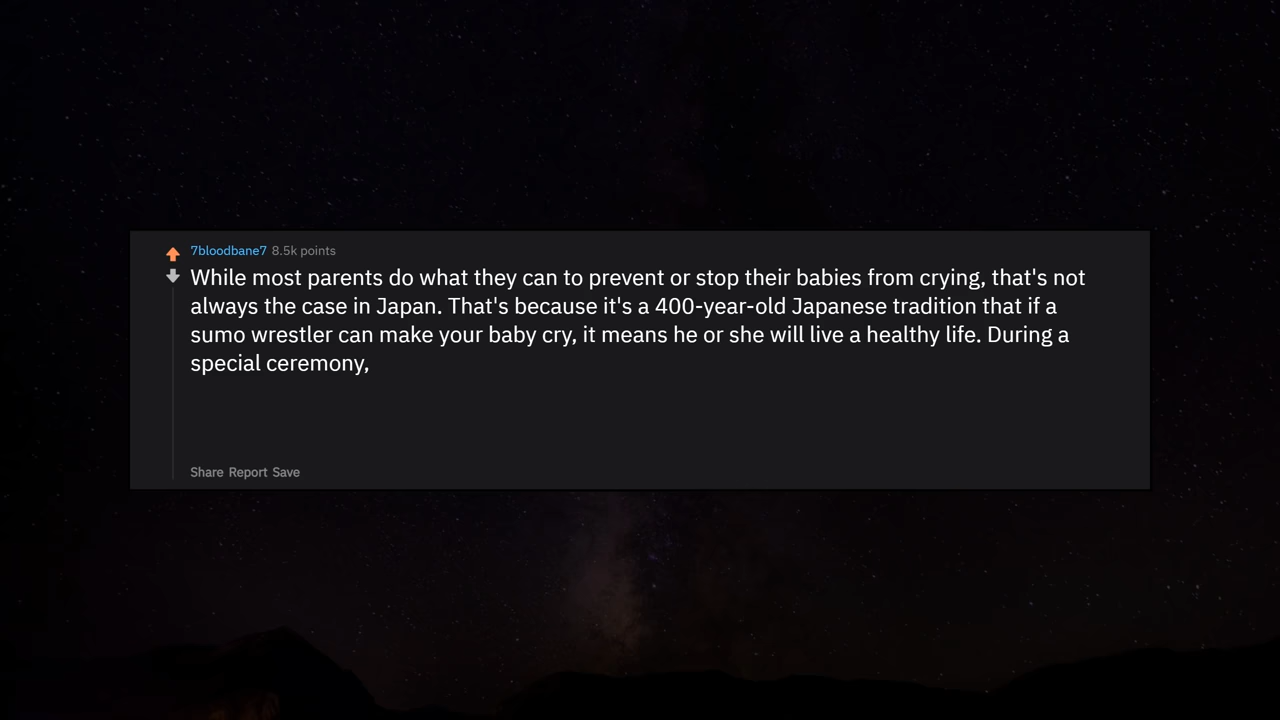 7bloodbane7 8.5k points
While most parents do what they can to prevent or stop their babies from crying, that's not
always the case in Japan. That's because it's a 400-year-old Japanese tradition that if a
sumo wrestler can make your baby cry, it means he or she will live a healthy life. During a
special ceremony,
Share Report Save